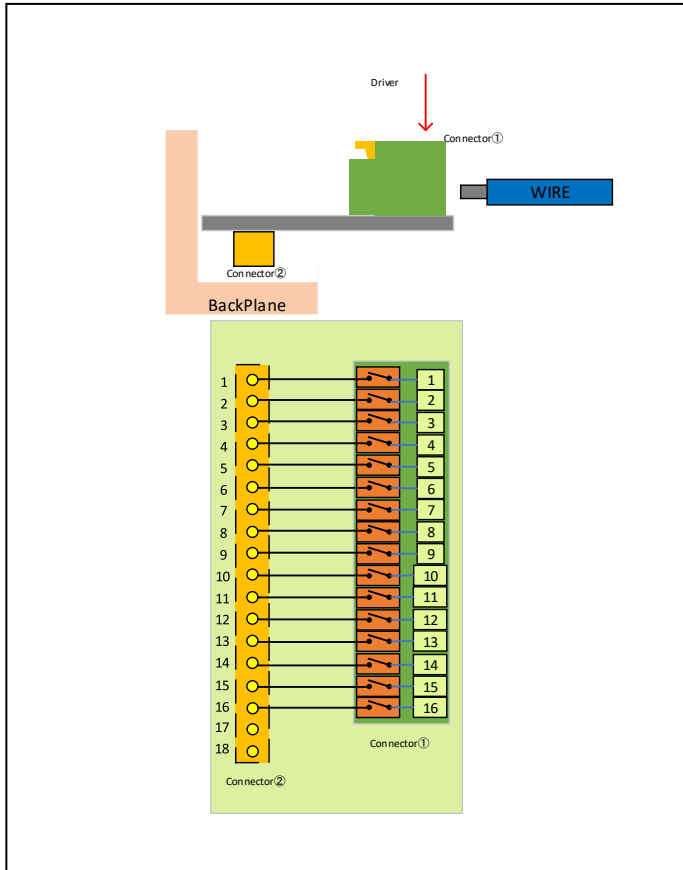 Driver
Connector①
WIRE
Connector②
BackPlane
1 1
2 2
3 3
4 4
5 5
6 6
7 7
8 8
9 9
10 10
11 11
12 12
13 13
14 14
15 15
16 16
17
18
Connector①
Connector②